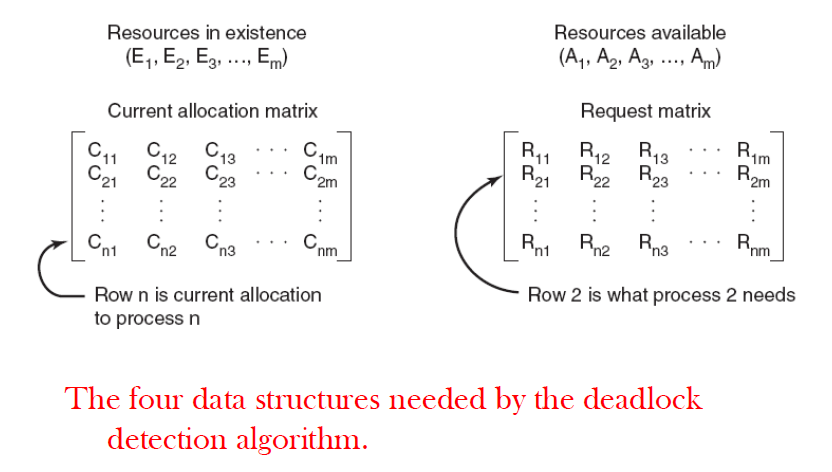 Resources in existence
(E₁, E₂, E₃, ..., Eₘ)
Resources available
(A₁, A₂, A₃, ..., Aₘ)
Current allocation matrix
C₁₁ C₁₂ C₁₃ · · · C₁ₘ
C₂₁ C₂₂ C₂₃ · · · C₂ₘ
⋮ ⋮ ⋮ ⋮
Cₙ₁ Cₙ₂ Cₙ₃ · · · Cₙₘ
Row n is current allocation
to process n
Request matrix
R₁₁ R₁₂ R₁₃ · · · R₁ₘ
R₂₁ R₂₂ R₂₃ · · · R₂ₘ
⋮ ⋮ ⋮ ⋮
Rₙ₁ Rₙ₂ Rₙ₃ · · · Rₙₘ
Row 2 is what process 2 needs
The four data structures needed by the deadlock
detection algorithm.